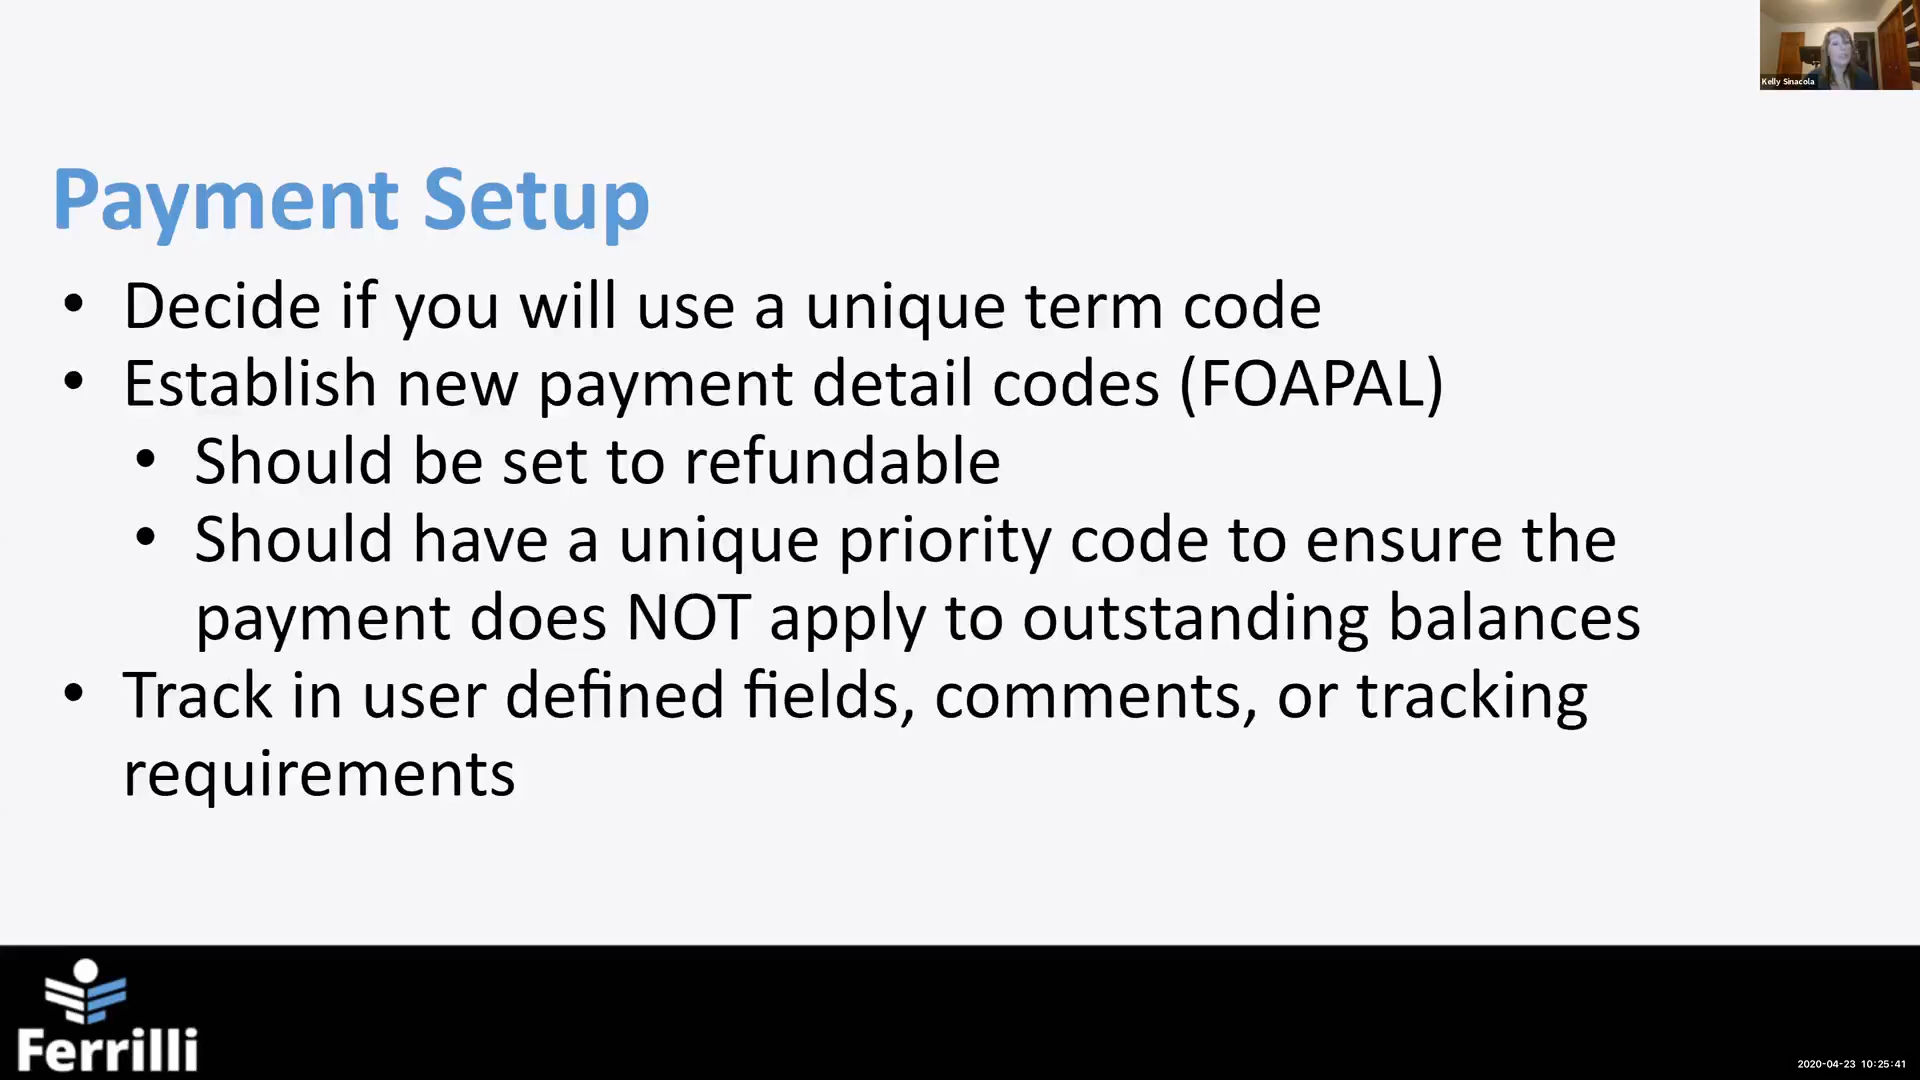 Kelly Sinacola
Payment Setup
• Decide if you will use a unique term code
• Establish new payment detail codes (FOAPAL)
• Should be set to refundable
• Should have a unique priority code to ensure the
payment does NOT apply to outstanding balances
• Track in user defined fields, comments, or tracking
requirements
Ferrilli
2020-04-23 10:25:41